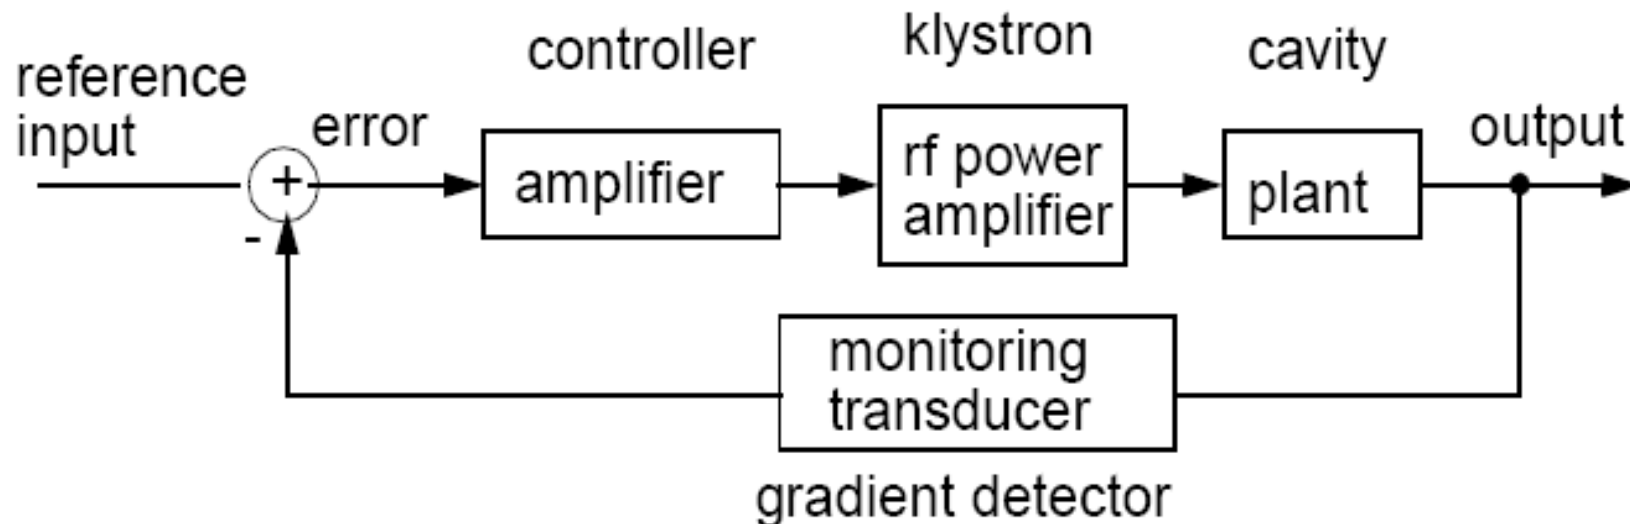 controller
klystron
cavity
reference
input
error
output
+
-
amplifier
rf power
amplifier
plant
monitoring
transducer
gradient detector